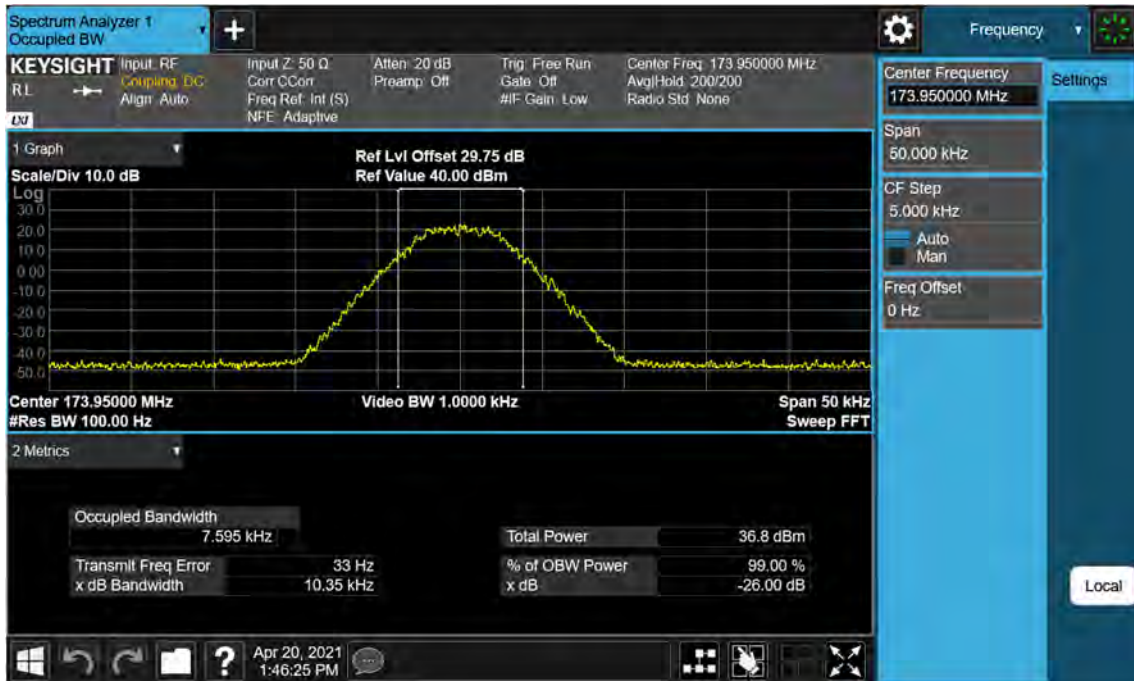 Spectrum Analyzer 1
Occupied BW
+
Frequency
KEYSIGHT
RL
LXI
Input: RF
Coupling: DC
Align: Auto
Input Z: 50 Ω
Corr CCorr
Freq Ref: Int (S)
NFE: Adaptive
Atten: 20 dB
Preamp: Off
Trig: Free Run
Gate: Off
#IF Gain: Low
Center Freq: 173.950000 MHz
Avg|Hold: 200/200
Radio Std: None
Center Frequency
173.950000 MHz
Settings
Span
50.000 kHz
CF Step
5.000 kHz
Auto
Man
Freq Offset
0 Hz
Local
1 Graph
Scale/Div 10.0 dB
Ref Lvl Offset 29.75 dB
Ref Value 40.00 dBm
Log
30.0
20.0
10.0
0.00
-10.0
-20.0
-30.0
-40.0
-50.0
Center 173.95000 MHz
#Res BW 100.00 Hz
Video BW 1.0000 kHz
Span 50 kHz
Sweep FFT
2 Metrics
Occupied Bandwidth
7.595 kHz
Total Power 36.8 dBm
Transmit Freq Error 33 Hz
% of OBW Power 99.00 %
x dB Bandwidth 10.35 kHz
x dB -26.00 dB
?
Apr 20, 2021
1:46:25 PM